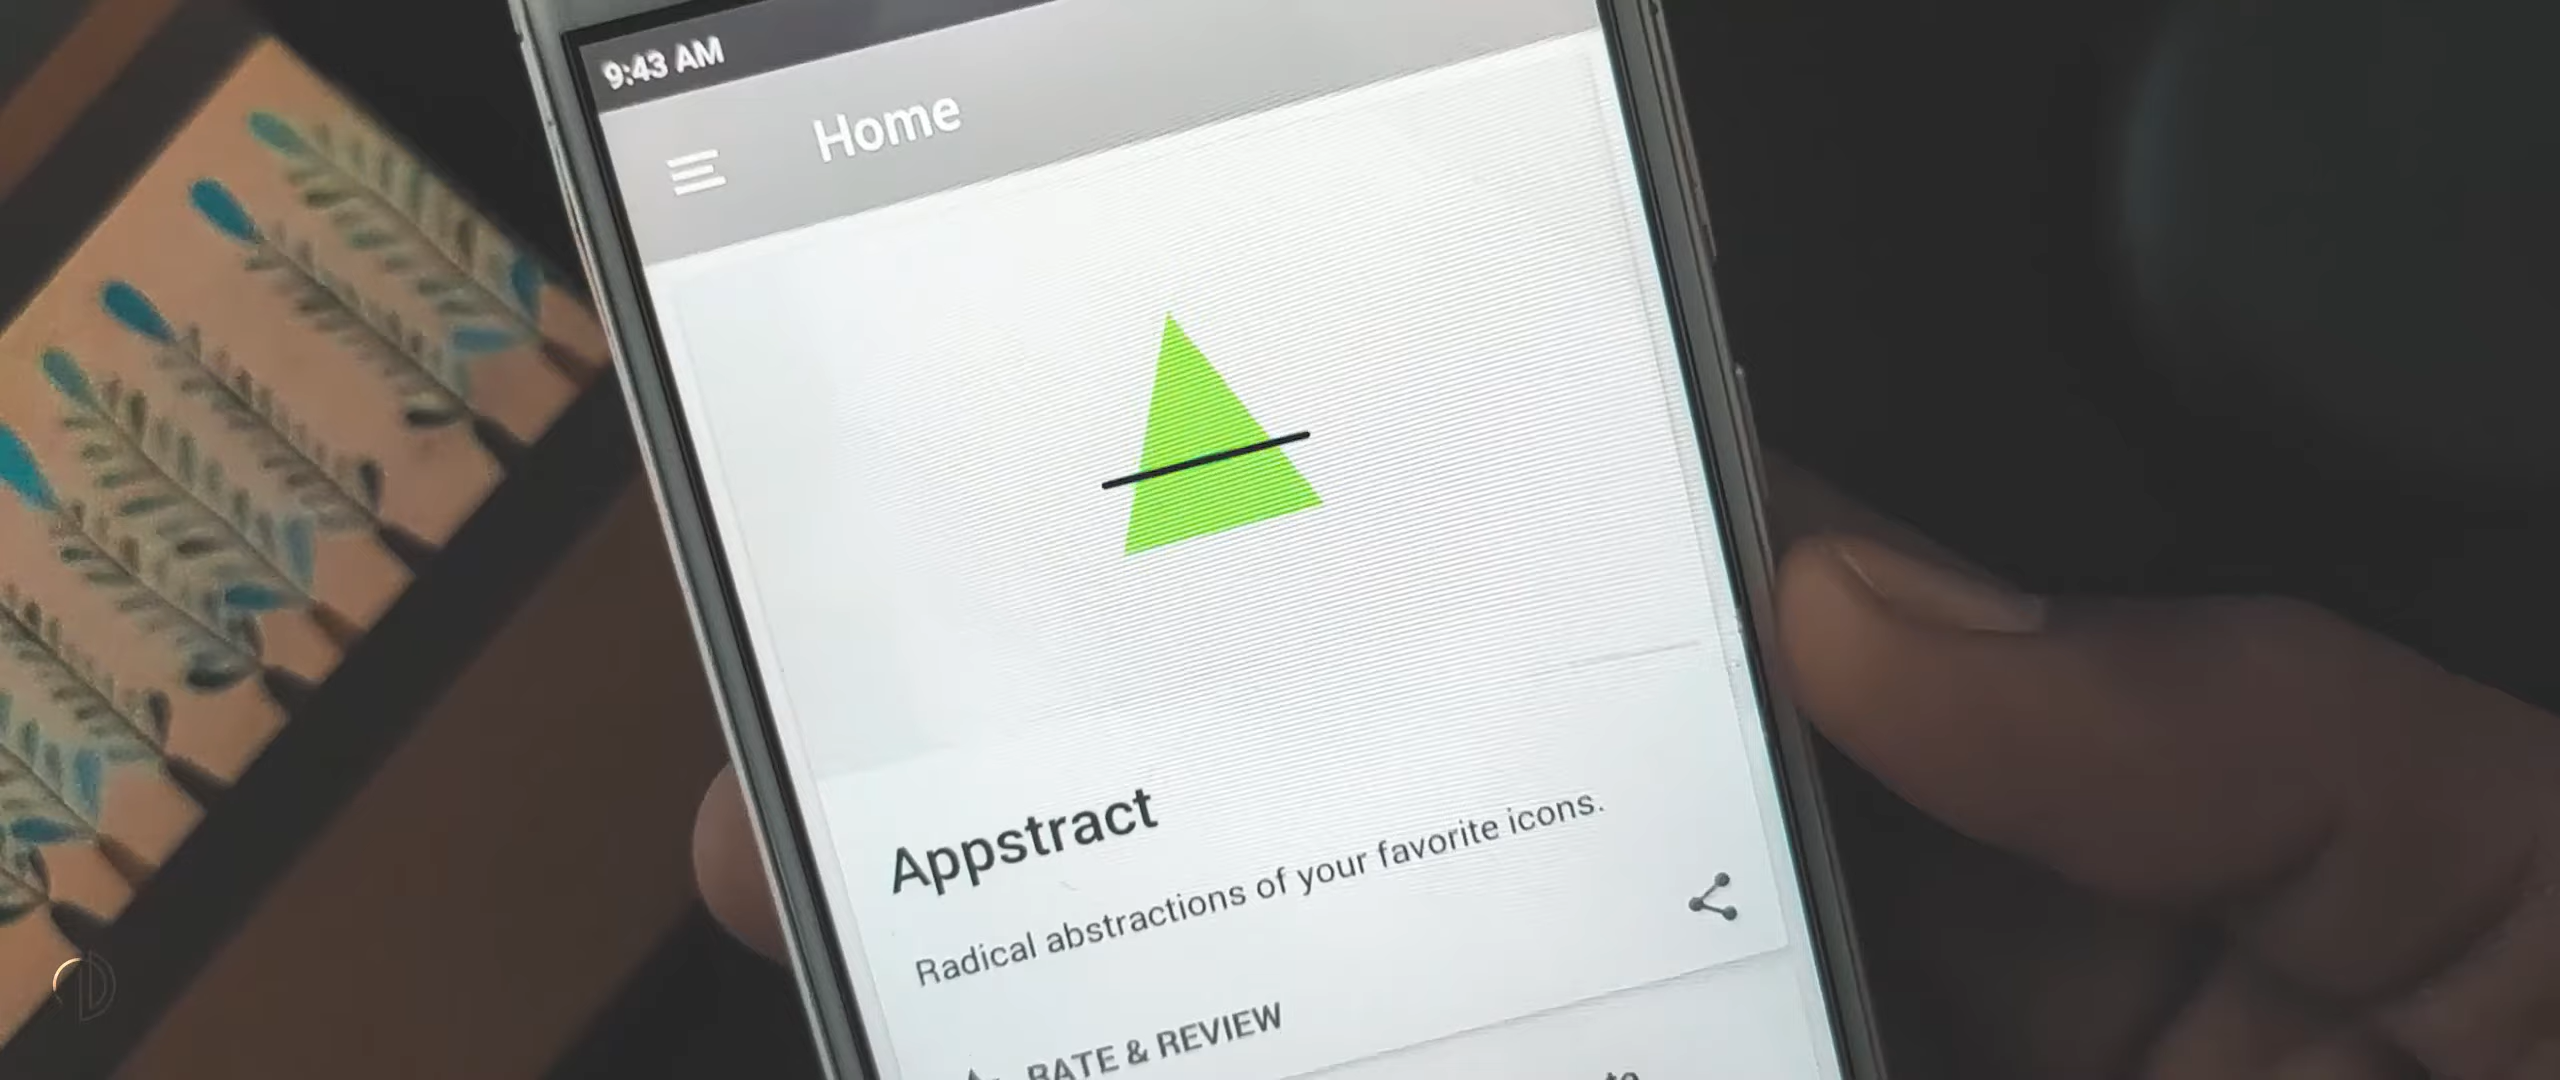 9:43 AM
Home
Appstract
Radical abstractions of your favorite icons.
RATE & REVIEW